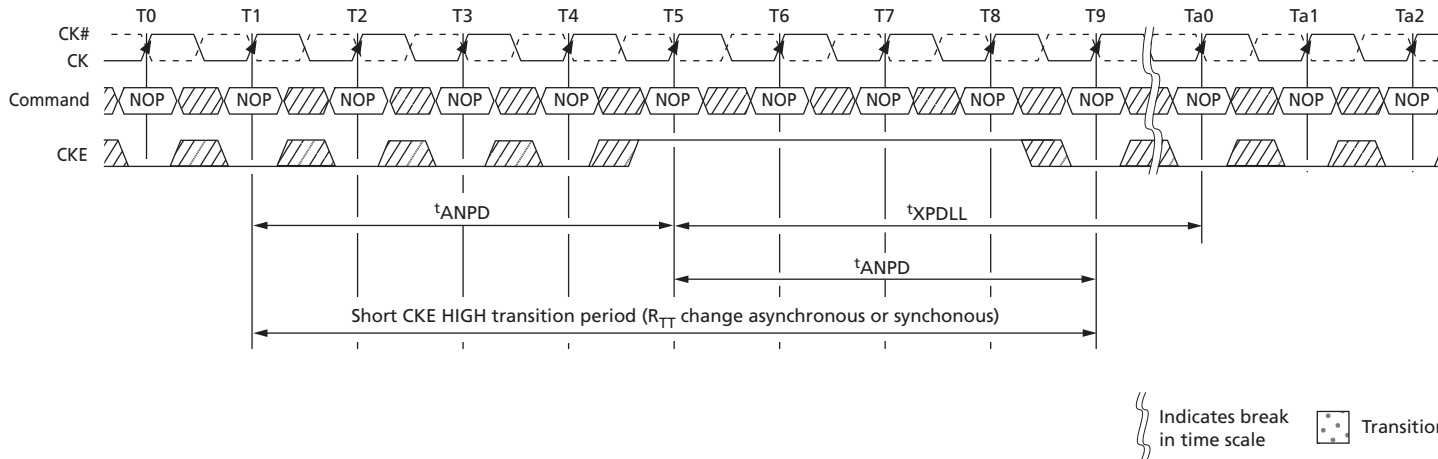 T0 T1 T2 T3 T4 T5 T6 T7 T8 T9 Ta0 Ta1 Ta2
CK#
CK
Command NOP NOP NOP NOP NOP NOP NOP NOP NOP NOP NOP NOP NOP
CKE
tANPD tXPDLL
tANPD
Short CKE HIGH transition period (RTT change asynchronous or synchonous)
Indicates break
in time scale
Transition